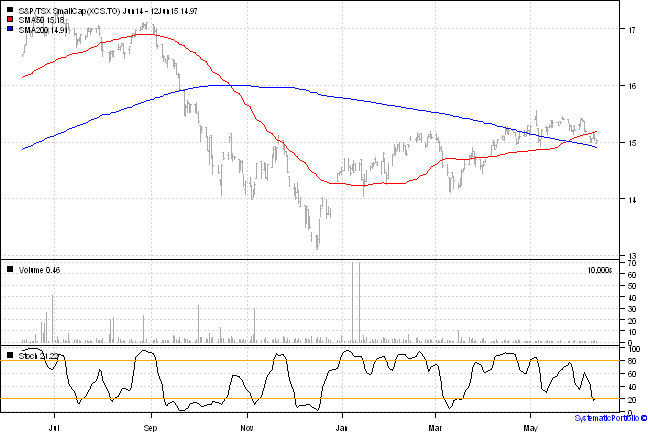 S&P/TSX SmallCap(XCS.TO) Jun14 - 12Jun15 14.97
SMA50 15.18
SMA200 14.91
17
16
15
14
13
Volume 0.46
10,000s
70
60
50
40
30
20
10
0
Stoch 21.22
100
80
60
40
20
0
Jul
Sep
Nov
Jan
Mar
May
SystematicPortfolio ©